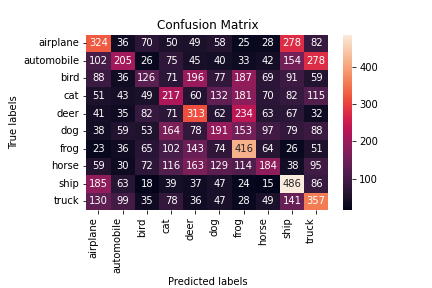 Confusion Matrix
airplane 324 36 70 50 49 58 25 28 278 82
automobile 102 205 26 75 45 40 33 42 154 278
bird 88 36 126 71 196 77 187 69 91 59
cat 51 43 49 217 60 132 181 70 82 115
deer 41 35 82 71 313 62 234 63 67 32
dog 38 59 53 164 78 191 153 97 79 88
frog 23 36 65 102 143 74 416 64 26 51
horse 59 30 72 116 163 129 114 184 38 95
ship 185 63 18 39 37 47 24 15 486 86
truck 130 99 35 78 36 47 28 49 141 357
airplane automobile bird cat deer dog frog horse ship truck
Predicted labels
True labels
400
300
200
100